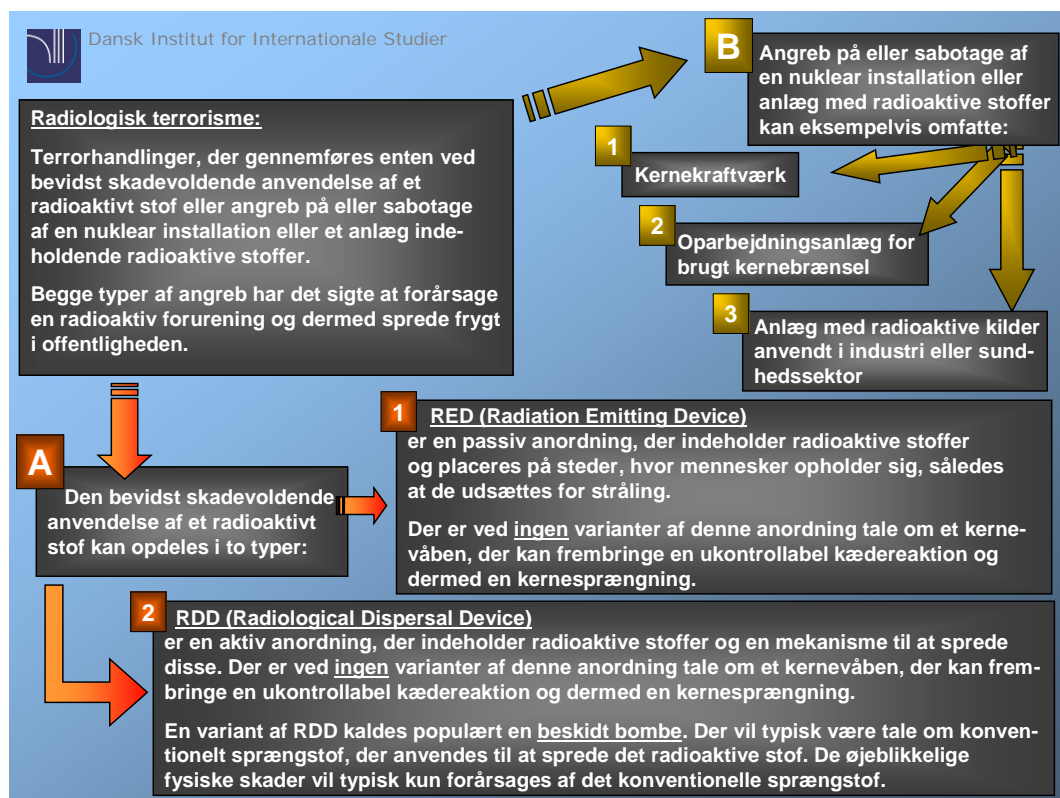 Dansk Institut for Internationale Studier
Radiologisk terrorisme:
Terrorhandlinger, der gennemføres enten ved
bevidst skadevoldende anvendelse af et
radioaktivt stof eller angreb på eller sabotage
af en nuklear installation eller et anlæg inde-
holdende radioaktive stoffer.
Begge typer af angreb har det sigte at forårsage
en radioaktiv forurening og dermed sprede frygt
i offentligheden.
B
Angreb på eller sabotage af
en nuklear installation eller
anlæg med radioaktive stoffer
kan eksempelvis omfatte:
1
Kernekraftværk
2
Oparbejdningsanlæg for
brugt kernebrænsel
3
Anlæg med radioaktive kilder
anvendt i industri eller sund-
hedssektor
A
Den bevidst skadevoldende
anvendelse af et radioaktivt
stof kan opdeles i to typer:
1
RED (Radiation Emitting Device)
er en passiv anordning, der indeholder radioaktive stoffer
og placeres på steder, hvor mennesker opholder sig, således
at de udsættes for stråling.
Der er ved ingen varianter af denne anordning tale om et kerne-
våben, der kan frembringe en ukontrollabel kædereaktion og
dermed en kernesprængning.
2
RDD (Radiological Dispersal Device)
er en aktiv anordning, der indeholder radioaktive stoffer og en mekanisme til at sprede
disse. Der er ved ingen varianter af denne anordning tale om et kernevåben, der kan frem-
bringe en ukontrollabel kædereaktion og dermed en kernesprængning.
En variant af RDD kaldes populært en beskidt bombe. Der vil typisk være tale om konven-
tionelt sprængstof, der anvendes til at sprede det radioaktive stof. De øjeblikkelige
fysiske skader vil typisk kun forårsages af det konventionelle sprængstof.